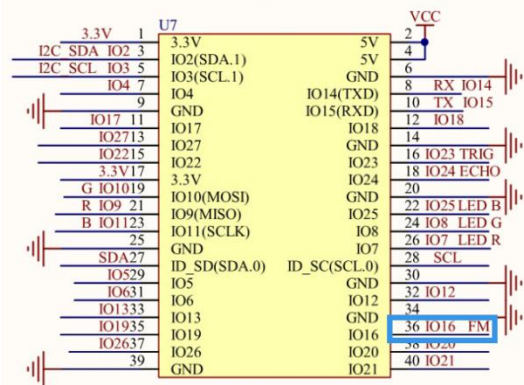 U7 VCC
3.3V 1 3.3V 5V 2
I2C SDA IO2 3 IO2(SDA.1) 5V 4
I2C SCL IO3 5 IO3(SCL.1) GND 6
IO4 7 IO4 IO14(TXD) 8 RX IO14
9 GND IO15(RXD) 10 TX IO15
IO17 11 IO17 IO18 12 IO18
IO27 13 IO27 GND 14
IO22 15 IO22 IO23 16 IO23 TRIG
3.3V 17 3.3V IO24 18 IO24 ECHO
G IO10 19 IO10(MOSI) GND 20
R IO9 21 IO9(MISO) IO25 22 IO25 LED B
B IO11 23 IO11(SCLK) IO8 24 IO8 LED G
25 GND IO7 26 IO7 LED R
SDA 27 ID_SD(SDA.0) ID_SC(SCL.0) 28 SCL
IO5 29 IO5 GND 30
IO6 31 IO6 IO12 32 IO12
IO13 33 IO13 GND 34
IO19 35 IO19 IO16 36 IO16 FM
IO26 37 IO26 IO20 38 IO20
39 GND IO21 40 IO21